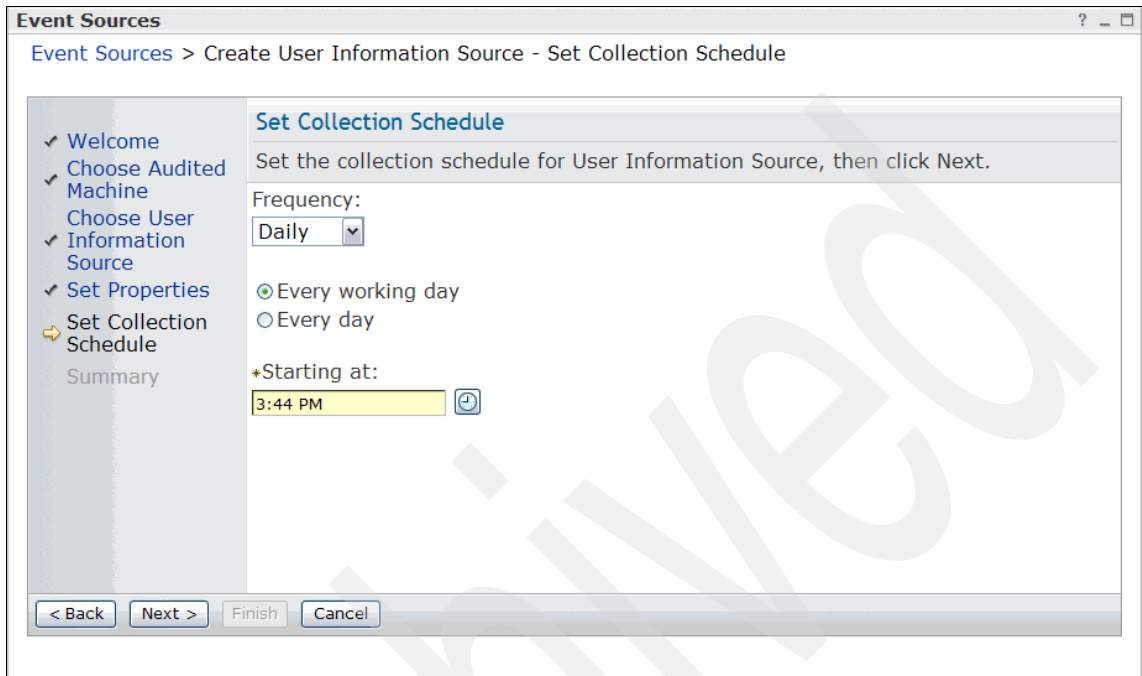 Event Sources
?
Event Sources > Create User Information Source - Set Collection Schedule
Welcome
Choose Audited
Machine
Choose User
Information
Source
Set Properties
Set Collection
Schedule
Summary
Set Collection Schedule
Set the collection schedule for User Information Source, then click Next.
Frequency:
Daily
Every working day
Every day
*Starting at:
3:44 PM
< Back
Next >
Finish
Cancel
hived